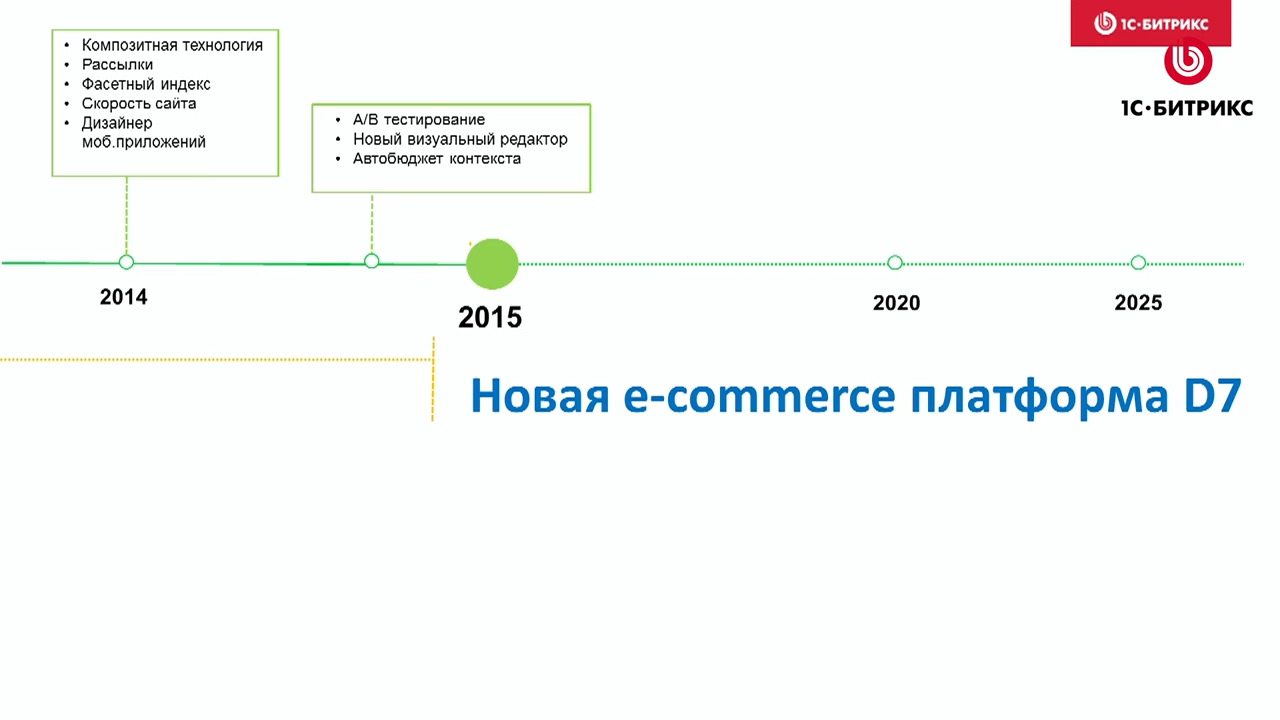 1С-БИТРИКС
1С·БИТРИКС
• Композитная технология
• Рассылки
• Фасетный индекс
• Скорость сайта
• Дизайнер
моб.приложений
• A/B тестирование
• Новый визуальный редактор
• Автобюджет контекста
2014
2015
2020
2025
Новая e-commerce платформа D7